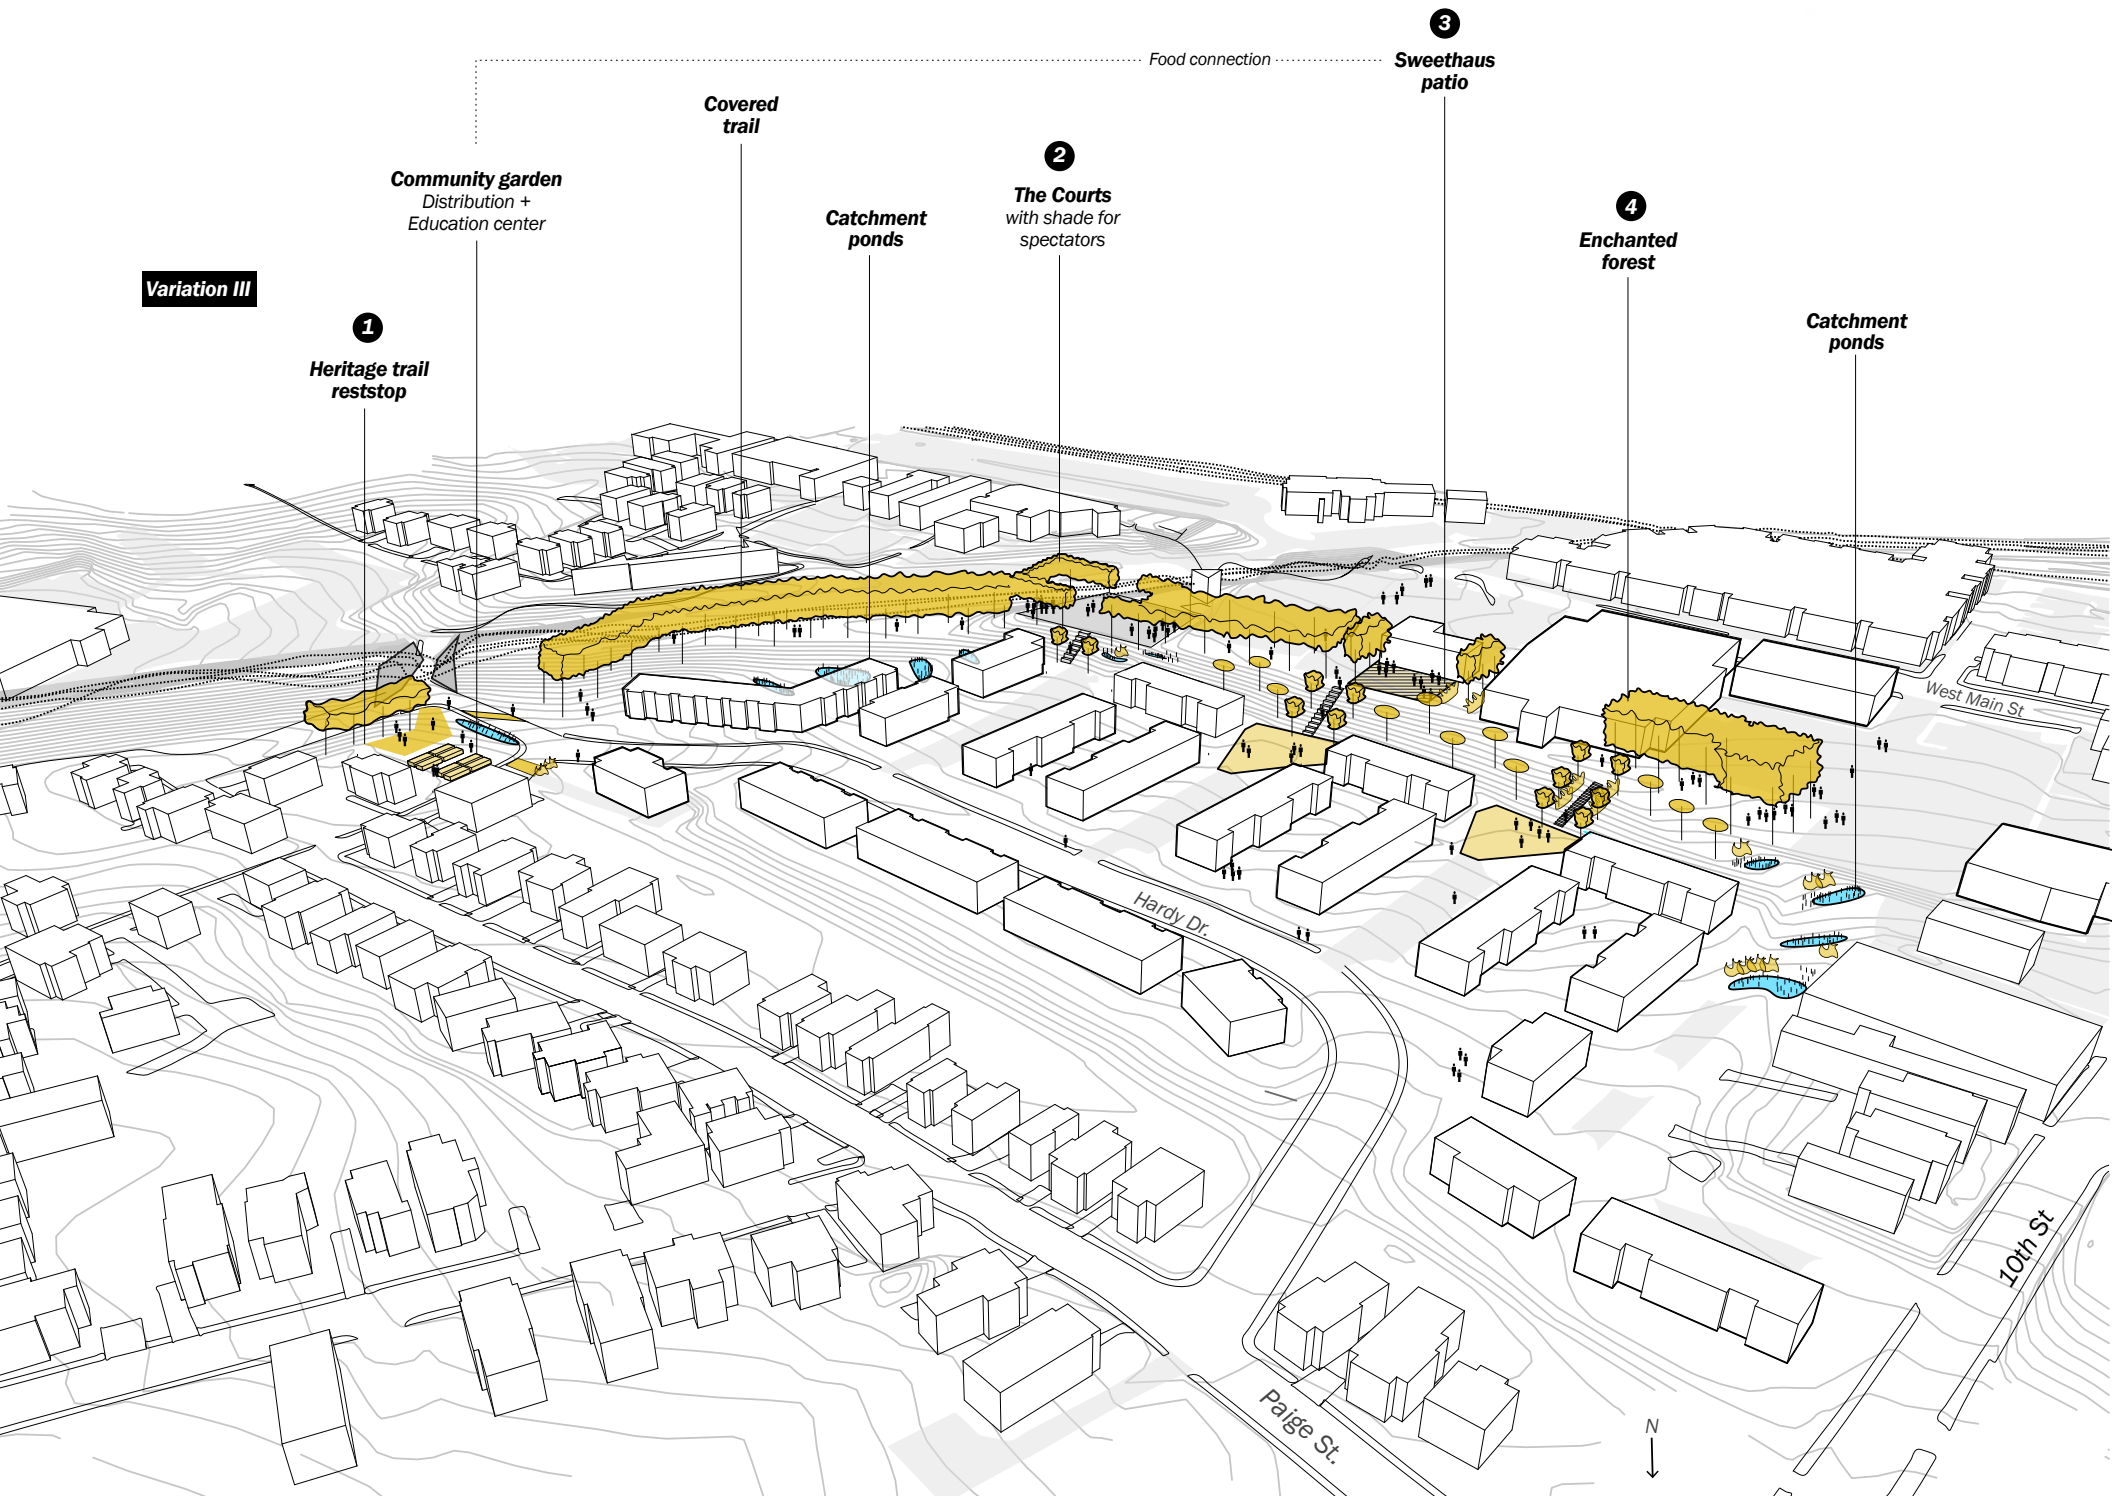 3
Food connection
Sweethaus
patio
Covered
trail
2
Community garden
Distribution +
Education center
The Courts
with shade for
spectators
Catchment
ponds
4
Enchanted
forest
Variation III
1
Heritage trail
reststop
Catchment
ponds
West Main St
Hardy Dr.
10th St
Paige St.
N